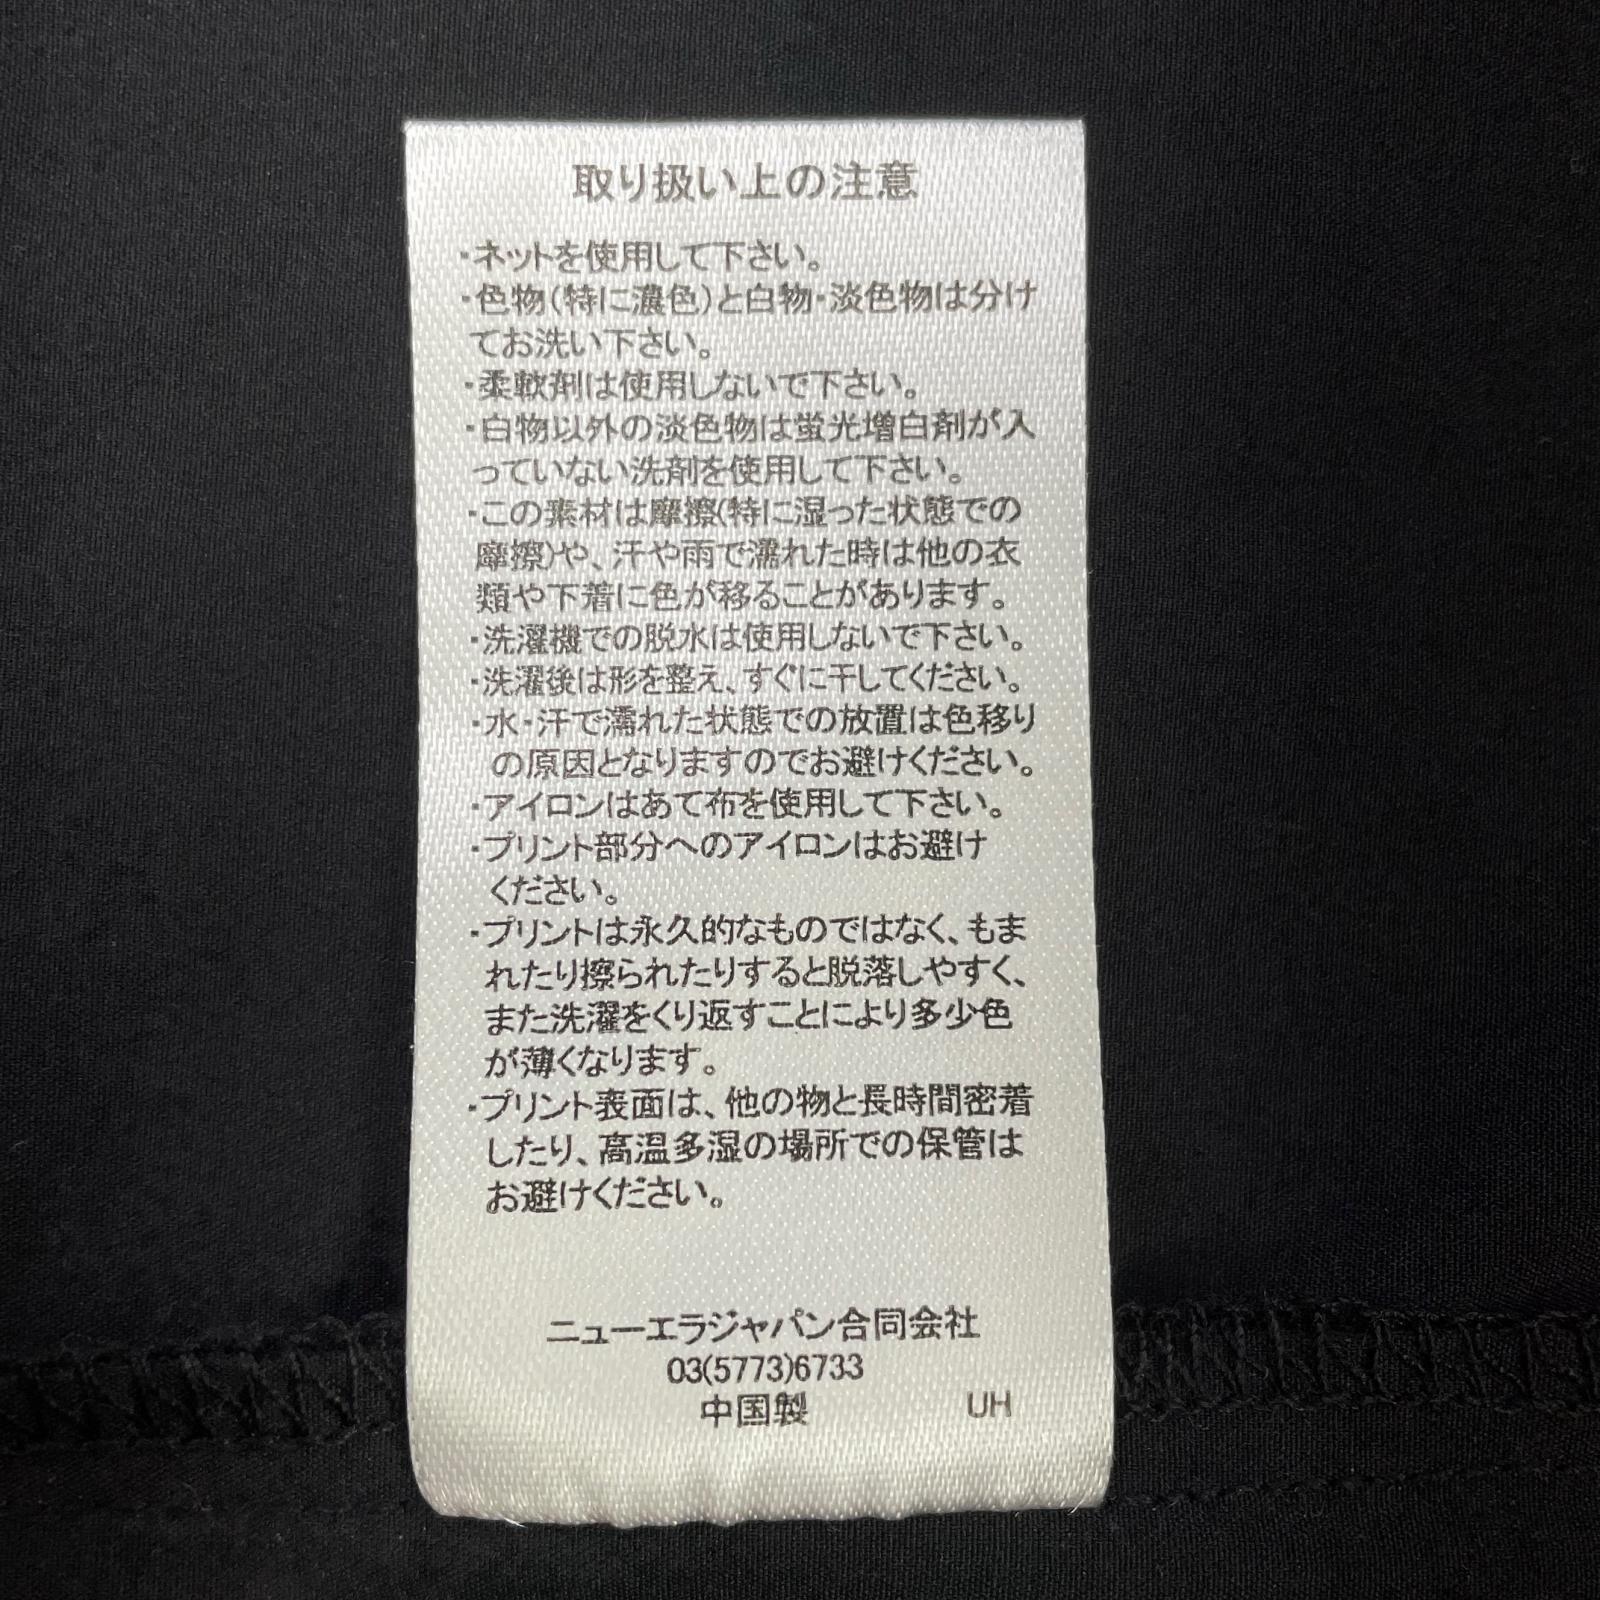 取り扱い上の注意
・ネットを使用して下さい。
・色物(特に濃色)と白物・淡色物は分け
てお洗い下さい。
・柔軟剤は使用しないで下さい。
・白物以外の淡色物は蛍光増白剤が入
っていない洗剤を使用して下さい。
・この素材は摩擦(特に湿った状態での
摩擦)や、汗や雨で濡れた時は他の衣
類や下着に色が移ることがあります。
・洗濯機での脱水は使用しないで下さい。
・洗濯後は形を整え、すぐに干してください。
・水・汗で濡れた状態での放置は色移り
の原因となりますのでお避けください。
・アイロンはあて布を使用して下さい。
・プリント部分へのアイロンはお避け
ください。
・プリントは永久的なものではなく、もま
れたり擦られたりすると脱落しやすく、
また洗濯をくり返すことにより多少色
が薄くなります。
・プリント表面は、他の物と長時間密着
したり、高温多湿の場所での保管は
お避けください。
ニューエラジャパン合同会社
03(5773)6733
中国製 UH